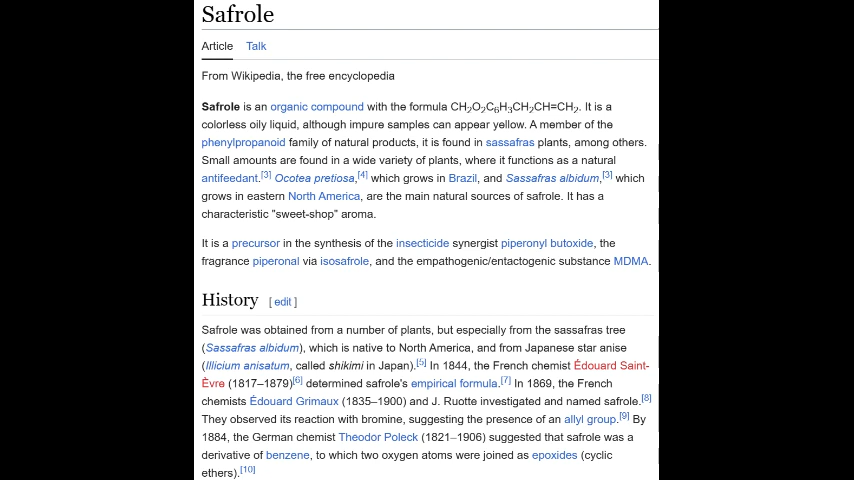 Safrole
Article Talk
From Wikipedia, the free encyclopedia
Safrole is an organic compound with the formula CH₂O₂C₆H₃CH₂CH=CH₂. It is a
colorless oily liquid, although impure samples can appear yellow. A member of the
phenylpropanoid family of natural products, it is found in sassafras plants, among others.
Small amounts are found in a wide variety of plants, where it functions as a natural
antifeedant.[3] Ocotea pretiosa,[4] which grows in Brazil, and Sassafras albidum,[3] which
grows in eastern North America, are the main natural sources of safrole. It has a
characteristic "sweet-shop" aroma.
It is a precursor in the synthesis of the insecticide synergist piperonyl butoxide, the
fragrance piperonal via isosafrole, and the empathogenic/entactogenic substance MDMA.
History [ edit ]
Safrole was obtained from a number of plants, but especially from the sassafras tree
(Sassafras albidum), which is native to North America, and from Japanese star anise
(Illicium anisatum, called shikimi in Japan).[5] In 1844, the French chemist Édouard Saint-
Èvre (1817–1879)[6] determined safrole's empirical formula.[7] In 1869, the French
chemists Édouard Grimaux (1835–1900) and J. Ruotte investigated and named safrole.[8]
They observed its reaction with bromine, suggesting the presence of an allyl group.[9] By
1884, the German chemist Theodor Poleck (1821–1906) suggested that safrole was a
derivative of benzene, to which two oxygen atoms were joined as epoxides (cyclic
ethers).[10]